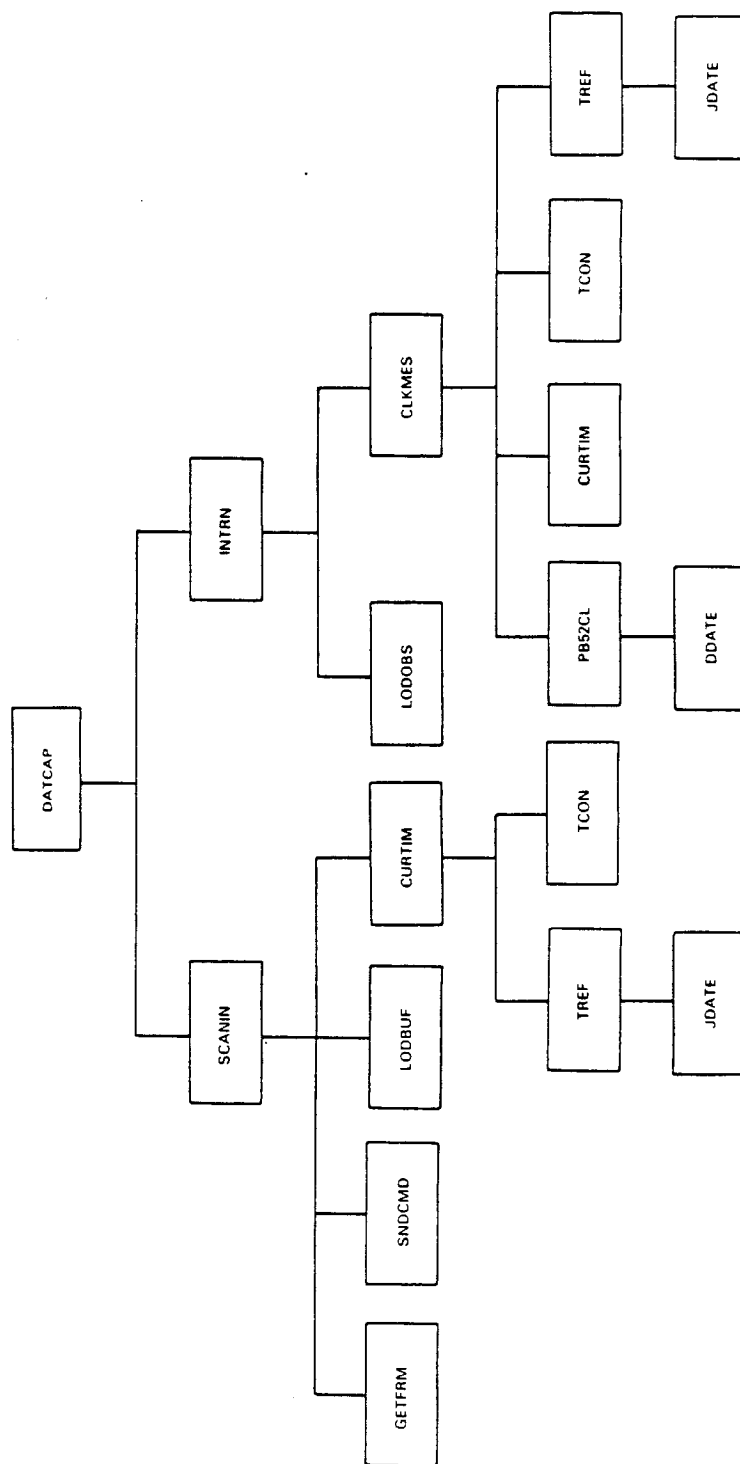 DATCAP
SCANIN
INTRN
GETFRM
SNDCMD
LODBUF
CURTIM
LODOBS
CLKMES
TREF
TCON
PB52CL
CURTIM
TCON
TREF
JDATE
DDATE
JDATE